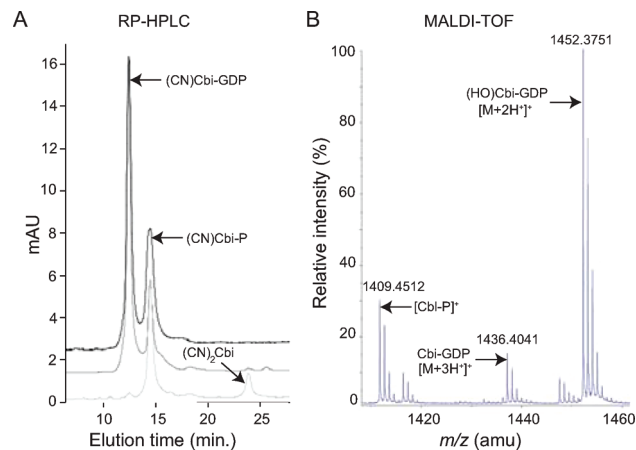 A
RP-HPLC
mAU
16
14
12
10
8
6
4
2
0
(CN)Cbi-GDP
(CN)Cbi-P
(CN)₂Cbi
10
15
20
25
Elution time (min.)
B
MALDI-TOF
Relative intensity (%)
100
80
60
40
20
0
1452.3751
(HO)Cbi-GDP
[M+2H⁺]⁺
1409.4512
[Cbl-P]⁺
1436.4041
Cbi-GDP
[M+3H⁺]⁺
1420
1440
1460
m/z (amu)